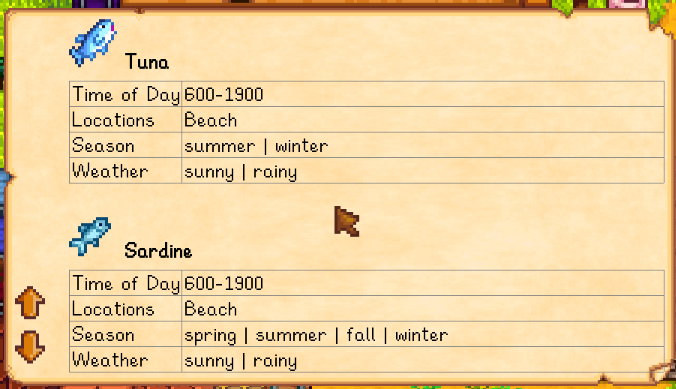 Tuna
Time of Day 600-1900
Locations Beach
Season summer | winter
Weather sunny | rainy
Sardine
Time of Day 600-1900
Locations Beach
Season spring | summer | fall | winter
Weather sunny | rainy